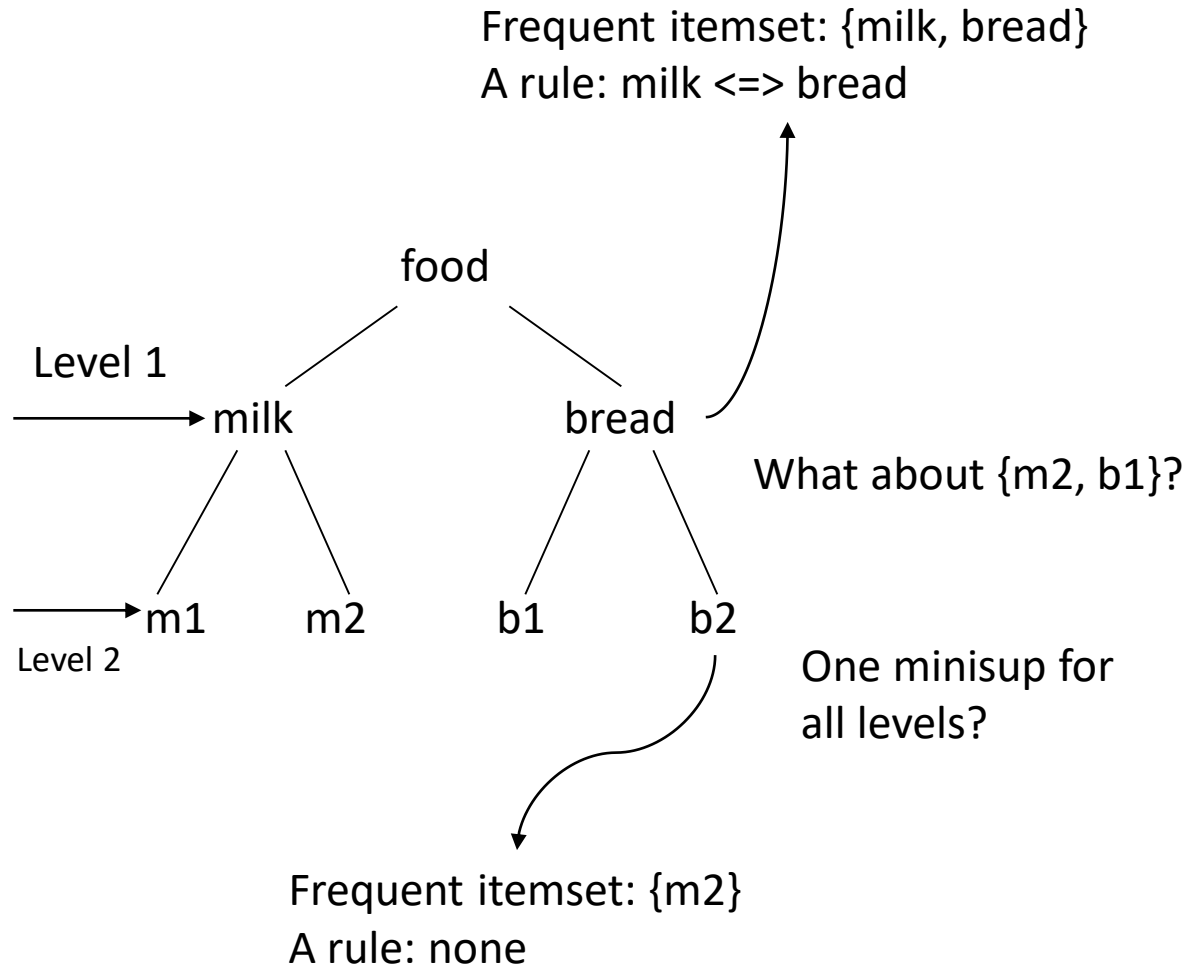 Frequent itemset: {milk, bread}
A rule: milk <=> bread
food
Level 1
milk
bread
What about {m2, b1}?
m1
m2
b1
b2
Level 2
One minisup for
all levels?
Frequent itemset: {m2}
A rule: none